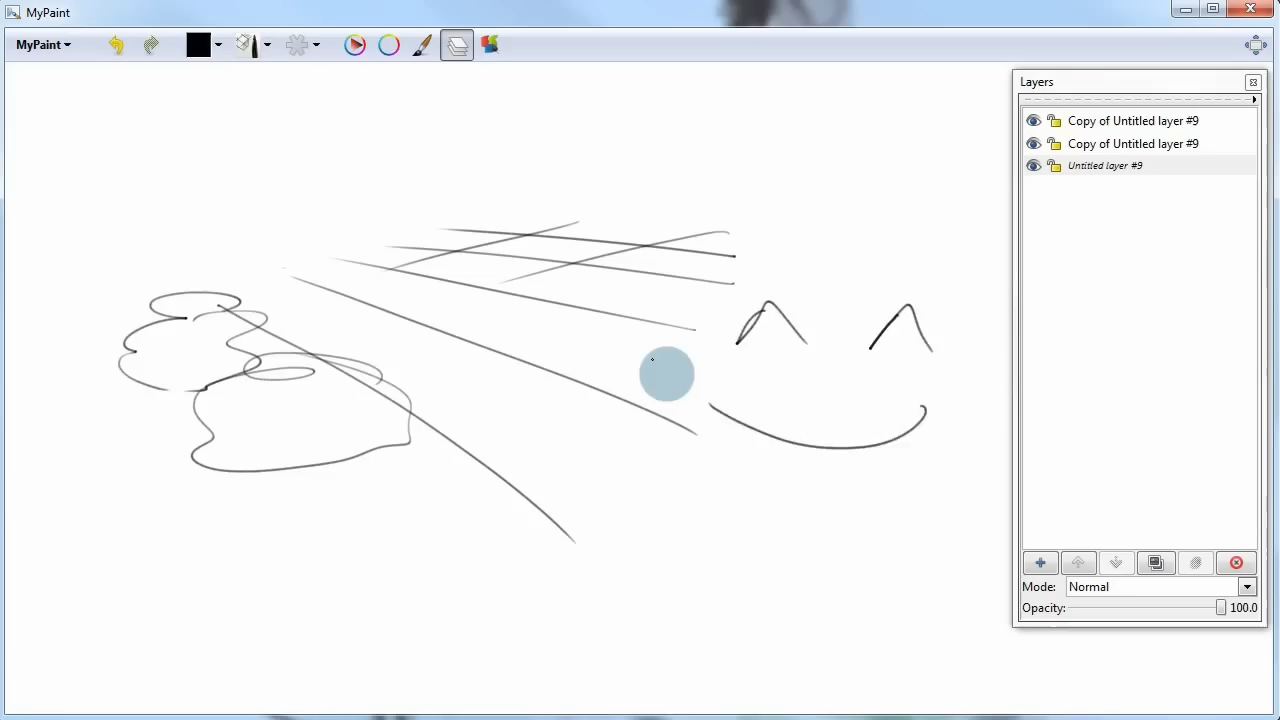 MyPaint
MyPaint
Layers
Copy of Untitled layer #9
Copy of Untitled layer #9
Untitled layer #9
Mode: Normal
Opacity: 100.0